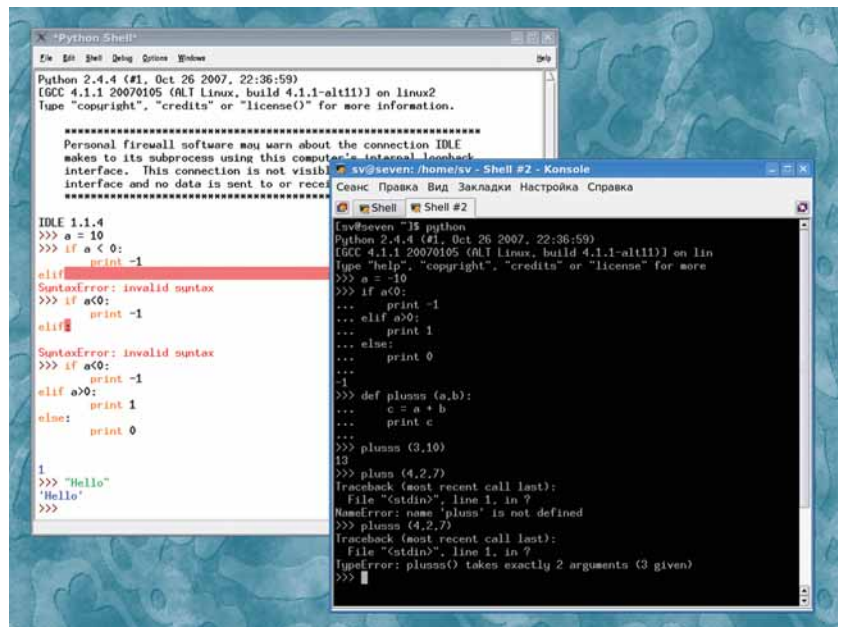 *Python Shell*
File Edit Shell Debug Options Windows Help
Python 2.4.4 (#1, Oct 26 2007, 22:36:59)
[GCC 4.1.1 20070105 (ALT Linux, build 4.1.1-alt11)] on linux2
Type "copyright", "credits" or "license()" for more information.
****************************************************************
Personal firewall software may warn about the connection IDLE
makes to its subprocess using this computer's internal loopback
interface. This connection is not visibl
interface and no data is sent to or recei
IDLE 1.1.4
>>> a = 10
>>> if a < 0:
print -1
elif
SyntaxError: invalid syntax
>>> if a<0:
print -1
elif:
SyntaxError: invalid syntax
>>> if a<0:
print -1
elif a>0:
print 1
else:
print 0
1
>>> "Hello"
'Hello'
>>>
sv@seven: /home/sv - Shell #2 - Konsole
Сеанс Правка Вид Закладки Настройка Справка
Shell Shell #2
[sv@seven ~]$ python
Python 2.4.4 (#1, Oct 26 2007, 22:36:59)
[GCC 4.1.1 20070105 (ALT Linux, build 4.1.1-alt11)] on lin
Type "help", "copyright", "credits" or "license" for more
>>> a = -10
>>> if a<0:
... print -1
... elif a>0:
... print 1
... else:
... print 0
...
-1
>>> def plusss (a,b):
... c = a + b
... print c
...
>>> plusss (3,10)
13
>>> pluss (4,2,7)
Traceback (most recent call last):
File "<stdin>", line 1, in ?
NameError: name 'pluss' is not defined
>>> plusss (4,2,7)
Traceback (most recent call last):
File "<stdin>", line 1, in ?
TypeError: plusss() takes exactly 2 arguments (3 given)
>>>